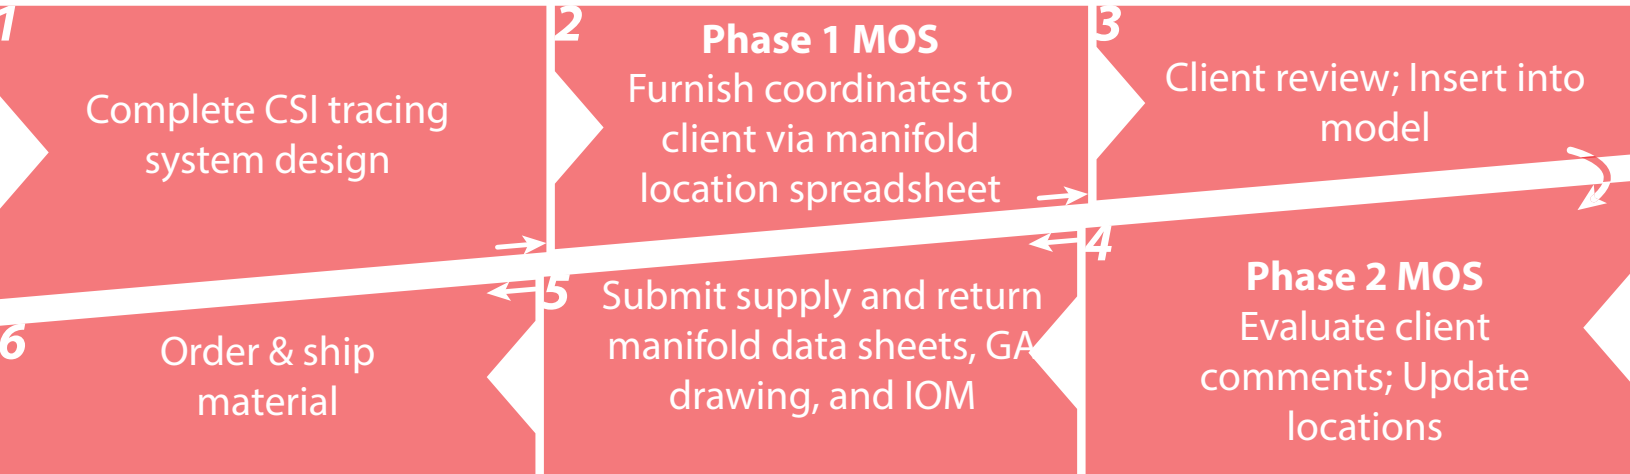 1
Complete CSI tracing
system design
2
Phase 1 MOS
Furnish coordinates to
client via manifold
location spreadsheet
3
Client review; Insert into
model
4
Phase 2 MOS
Evaluate client
comments; Update
locations
5
Submit supply and return
manifold data sheets, GA
drawing, and IOM
6
Order & ship
material